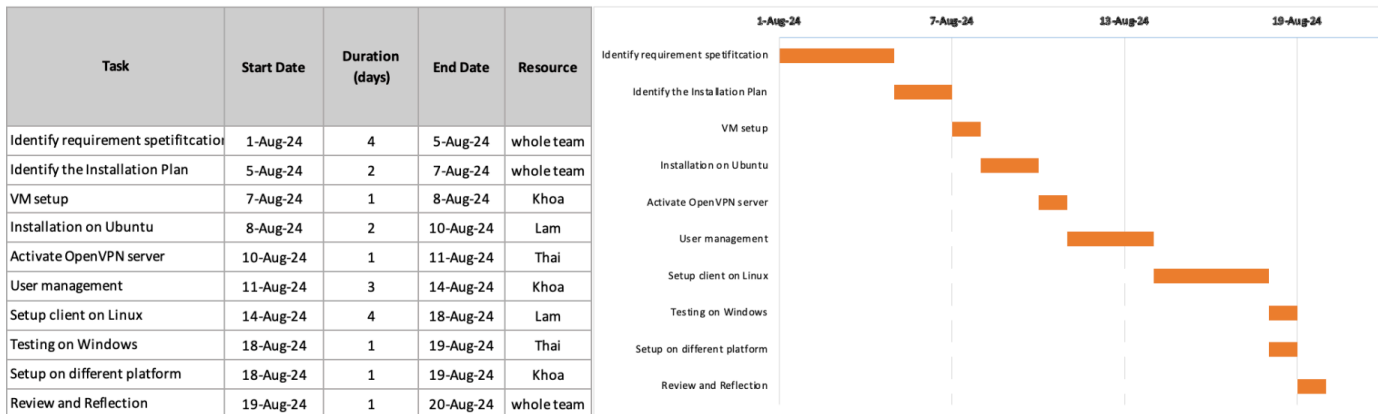 Task Start Date Duration (days) End Date Resource
Identify requirement spetifitcation 1-Aug-24 4 5-Aug-24 whole team
Identify the Installation Plan 5-Aug-24 2 7-Aug-24 whole team
VM setup 7-Aug-24 1 8-Aug-24 Khoa
Installation on Ubuntu 8-Aug-24 2 10-Aug-24 Lam
Activate OpenVPN server 10-Aug-24 1 11-Aug-24 Thai
User management 11-Aug-24 3 14-Aug-24 Khoa
Setup client on Linux 14-Aug-24 4 18-Aug-24 Lam
Testing on Windows 18-Aug-24 1 19-Aug-24 Thai
Setup on different platform 18-Aug-24 1 19-Aug-24 Khoa
Review and Reflection 19-Aug-24 1 20-Aug-24 whole team
1-Aug-24 7-Aug-24 13-Aug-24 19-Aug-24
Identify requirement spetifitcation
Identify the Installation Plan
VM setup
Installation on Ubuntu
Activate OpenVPN server
User management
Setup client on Linux
Testing on Windows
Setup on different platform
Review and Reflection